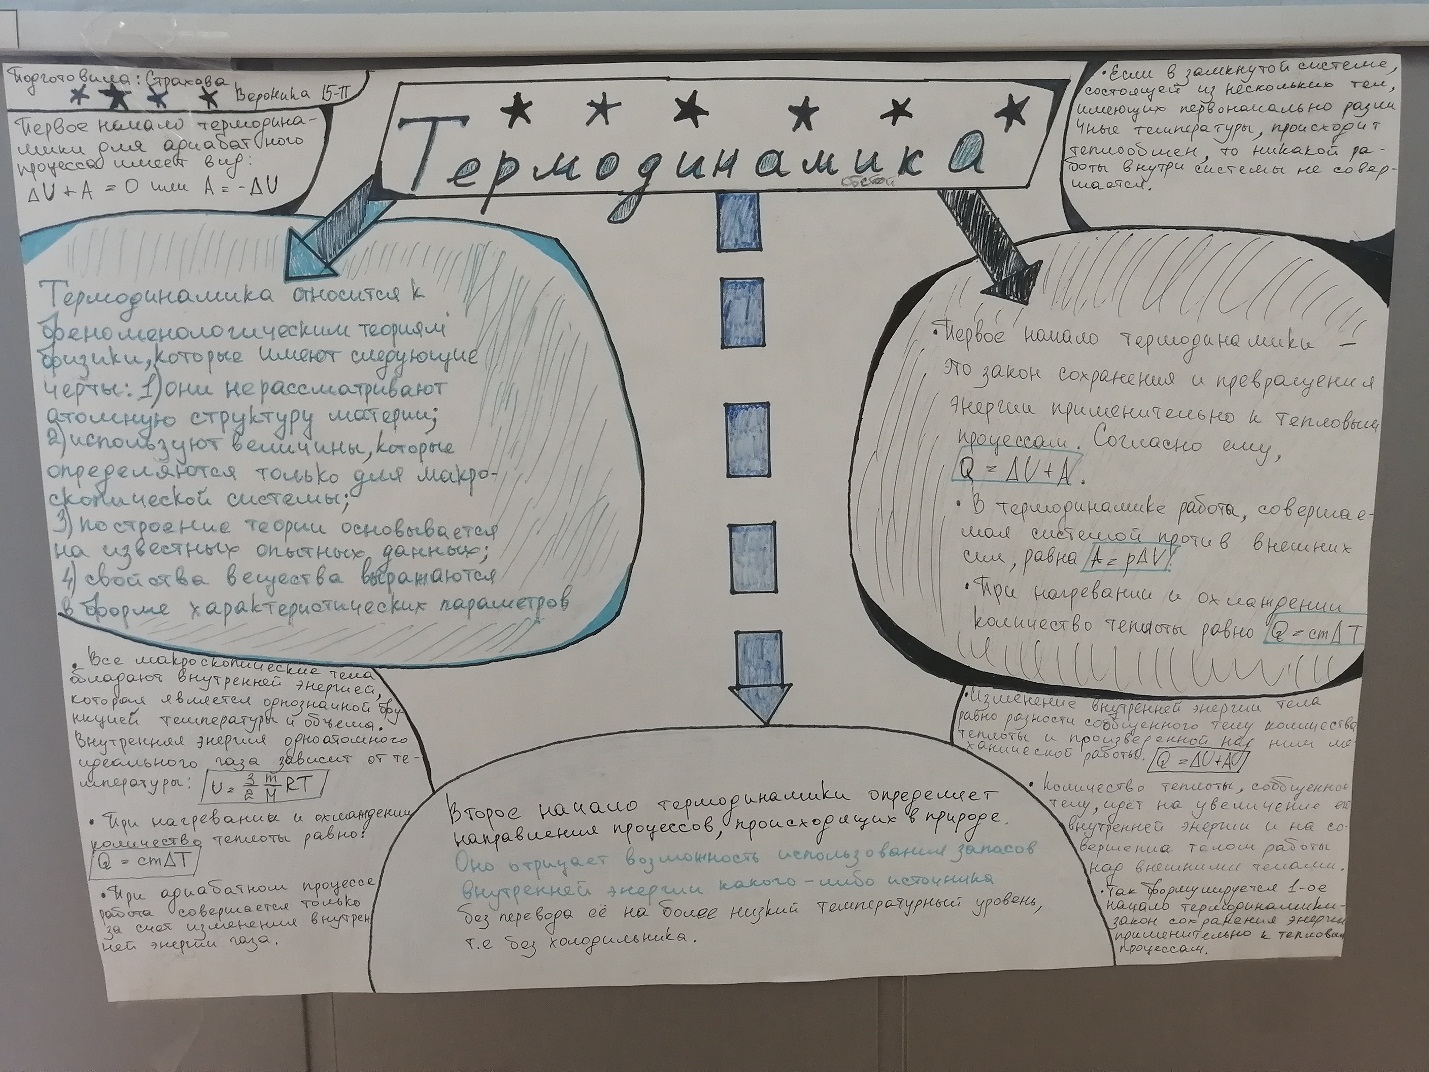 Подготовила: Страхова
Вероника 15-П
Первое начало термодина-
мики для адиабатного
процесса имеет вид:
ΔU + A = 0 или A = -ΔU
Термодинамика
• Если в замкнутой системе,
состоящей из нескольких тел,
имеющих первоначально разли
чные температуры, происходит
теплообмен, то никакой ра-
боты внутри системы не совер-
шается.
Термодинамика относится к
феноменологическим теориям
физики, которые имеют следующие
черты: 1) они не рассматривают
атомную структуру материи;
2) используют величины, которые
определяются только для макро-
скопической системы;
3) построение теории основывается
на известных опытных данных;
4) свойства вещества выражаются
в форме характеристических параметров
• Первое начало термодинамики –
это закон сохранения и превращения
энергии применительно к тепловым
процессам. Согласно ему,
Q = ΔU + A.
• В термодинамике работа, совершае-
мая системой против внешних
сил, равна A = pΔV
• При нагревании и охлаждении
количество теплоты равно Q = cmΔT
• Все макроскопические тела
обладают внутренней энергией,
которая является однозначной фу
нкцией температуры и объема.
Внутренняя энергия одноатомного
идеального газа зависит от те-
мпературы: U = 3/2 m/M RT
• При нагревании и охлаждении
количество теплоты равно:
Q = cmΔT
• При адиабатном процессе
работа совершается только
за счёт изменения внутрен
ней энергии газа.
Второе начало термодинамики определяет
направление процессов, происходящих в природе.
Оно отрицает возможность использования запасов
внутренней энергии какого-либо источника
без перевода её на более низкий температурный уровень,
т.е без холодильника.
• Изменение внутренней энергии тела
равно разности сообщенного телу количества
теплоты и произведенной над ним ме
ханической работы. Q = ΔU + AU
• Количество теплоты, сообщенное
телу, идёт на увеличение его
внутренней энергии и на со-
вершение телом работы
над внешними телами.
• Так формулируется 1-ое
начало термодинамики-
закон сохранения энергии
применительно к тепловым
процессам.